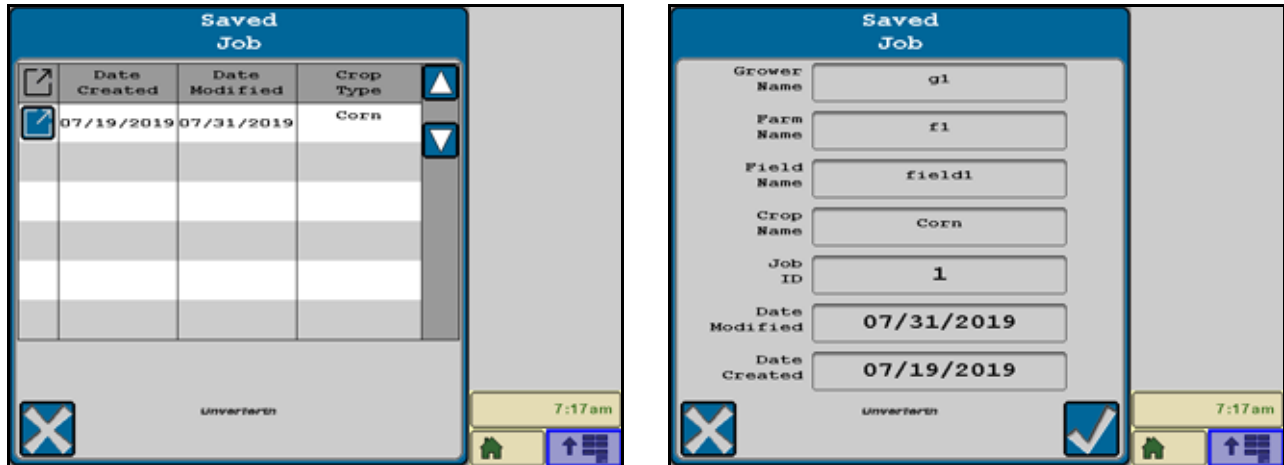 Saved
Job
Date Created Date Modified Crop Type
07/19/2019 07/31/2019 Corn
Unverferth
7:17am
Saved
Job
Grower Name g1
Farm Name f1
Field Name field1
Crop Name Corn
Job ID 1
Date Modified 07/31/2019
Date Created 07/19/2019
Unverferth
7:17am